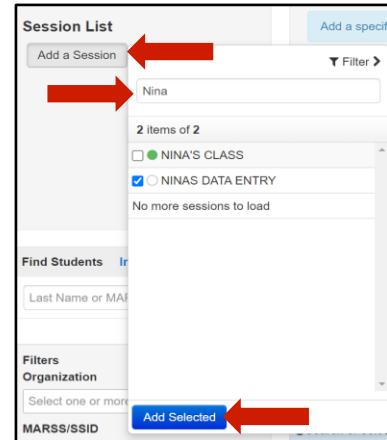 Session List
Add a specif
Add a Session
Filter
Nina
2 items of 2
NINA'S CLASS
NINAS DATA ENTRY
No more sessions to load
Find Students
Last Name or MAR
Filters
Organization
Select one or more
MARSS/SSID
Add Selected